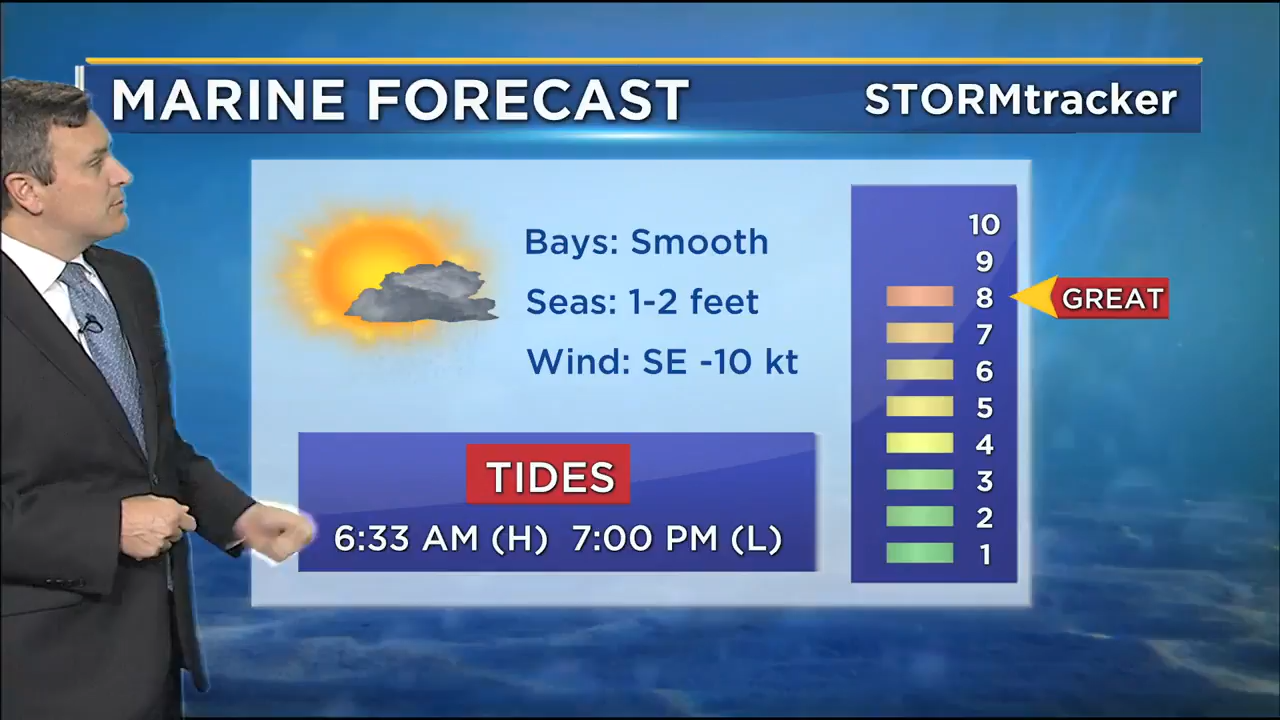 MARINE FORECAST
STORMtracker
Bays: Smooth
Seas: 1-2 feet
Wind: SE -10 kt
10
9
8
GREAT
7
6
5
4
3
2
1
TIDES
6:33 AM (H) 7:00 PM (L)